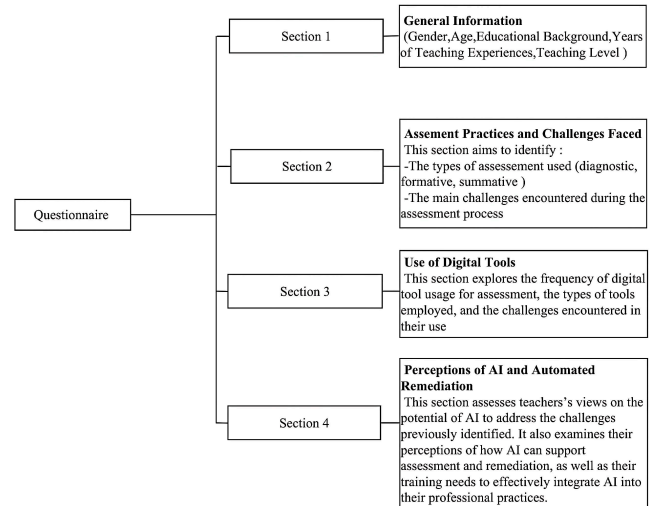 Questionnaire
Section 1
General Information
(Gender,Age,Educational Background,Years
of Teaching Experiences,Teaching Level )
Section 2
Assement Practices and Challenges Faced
This section aims to identify :
-The types of assessement used (diagnostic,
formative, summative )
-The main challenges encountered during the
assessment process
Section 3
Use of Digital Tools
This section explores the frequency of digital
tool usage for assessment, the types of tools
employed, and the challenges encountered in
their use
Section 4
Perceptions of AI and Automated
Remediation
This section assesses teachers's views on the
potential of AI to address the challenges
previously identified. It also examines their
perceptions of how AI can support
assessment and remediation, as well as their
training needs to effectively integrate AI into
their professional practices.